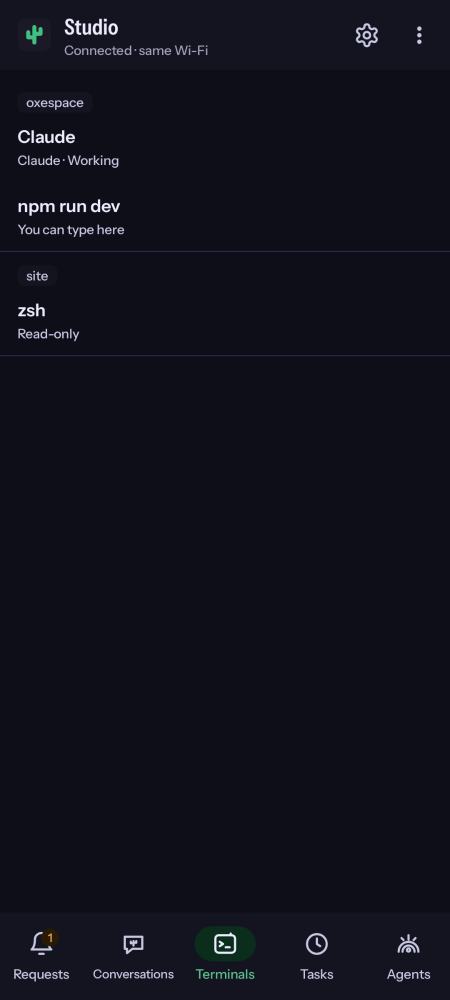 Studio
Connected · same Wi-Fi
oxespace
Claude
Claude · Working
npm run dev
You can type here
site
zsh
Read-only
1
Requests
Conversations
Terminals
Tasks
Agents